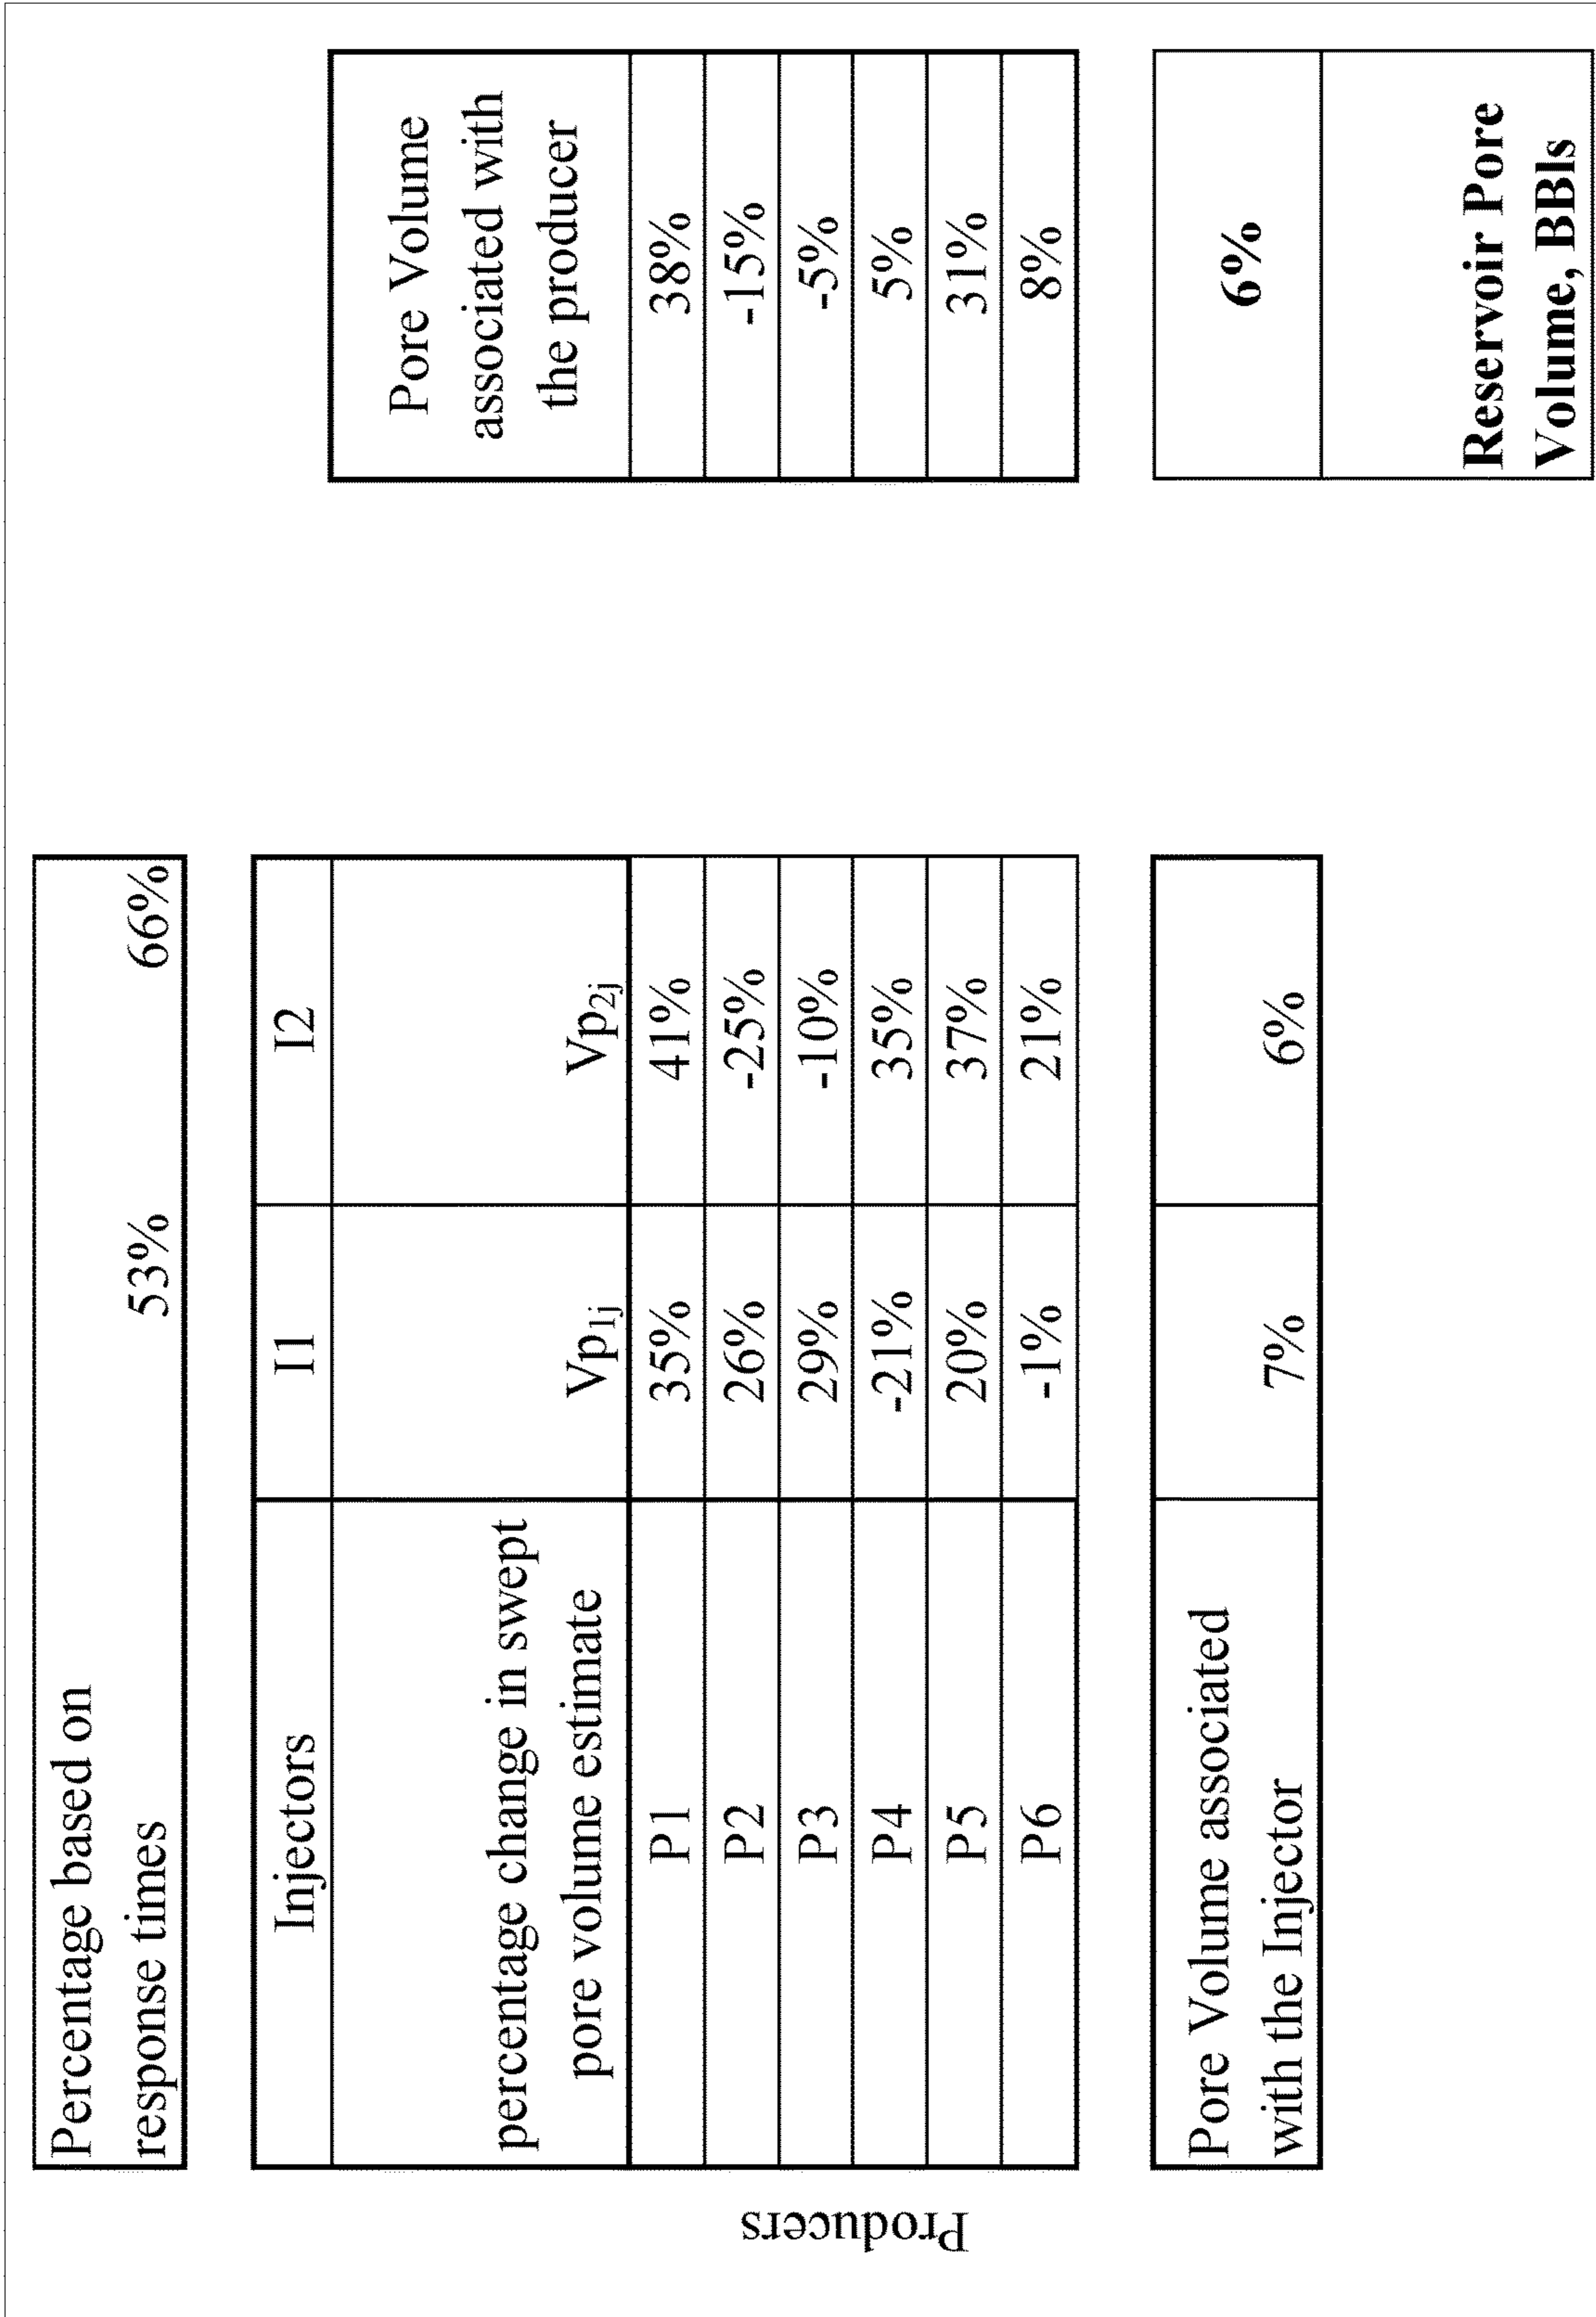 Percentage based on
response times 53% 66%
Injectors I1 I2
percentage change in swept
pore volume estimate Vp1j Vp2j
Pore Volume
associated with
the producer
Producers
P1 35% 41% 38%
P2 26% -25% -15%
P3 29% -10% -5%
P4 -21% 35% 5%
P5 20% 37% 31%
P6 -1% 21% 8%
Pore Volume associated
with the Injector 7% 6% 6%
Reservoir Pore
Volume, BBls